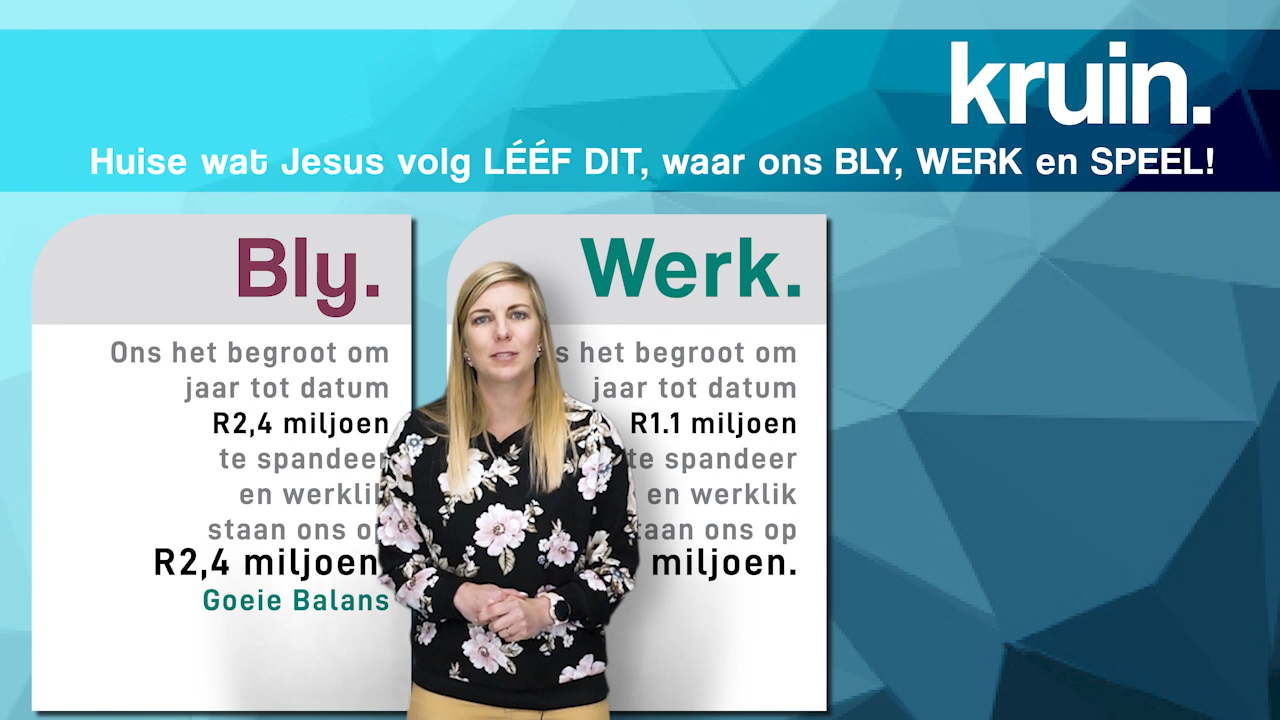 kruin.
Huise wat Jesus volg LÉÉF DIT, waar ons BLY, WERK en SPEEL!
Bly.
Ons het begroot om
jaar tot datum
R2,4 miljoen
te spandeer
en werklik
staan ons op
R2,4 miljoen
Goeie Balans
Werk.
het begroot om
jaar tot datum
R1.1 miljoen
te spandeer
en werklik
staan ons op
miljoen.